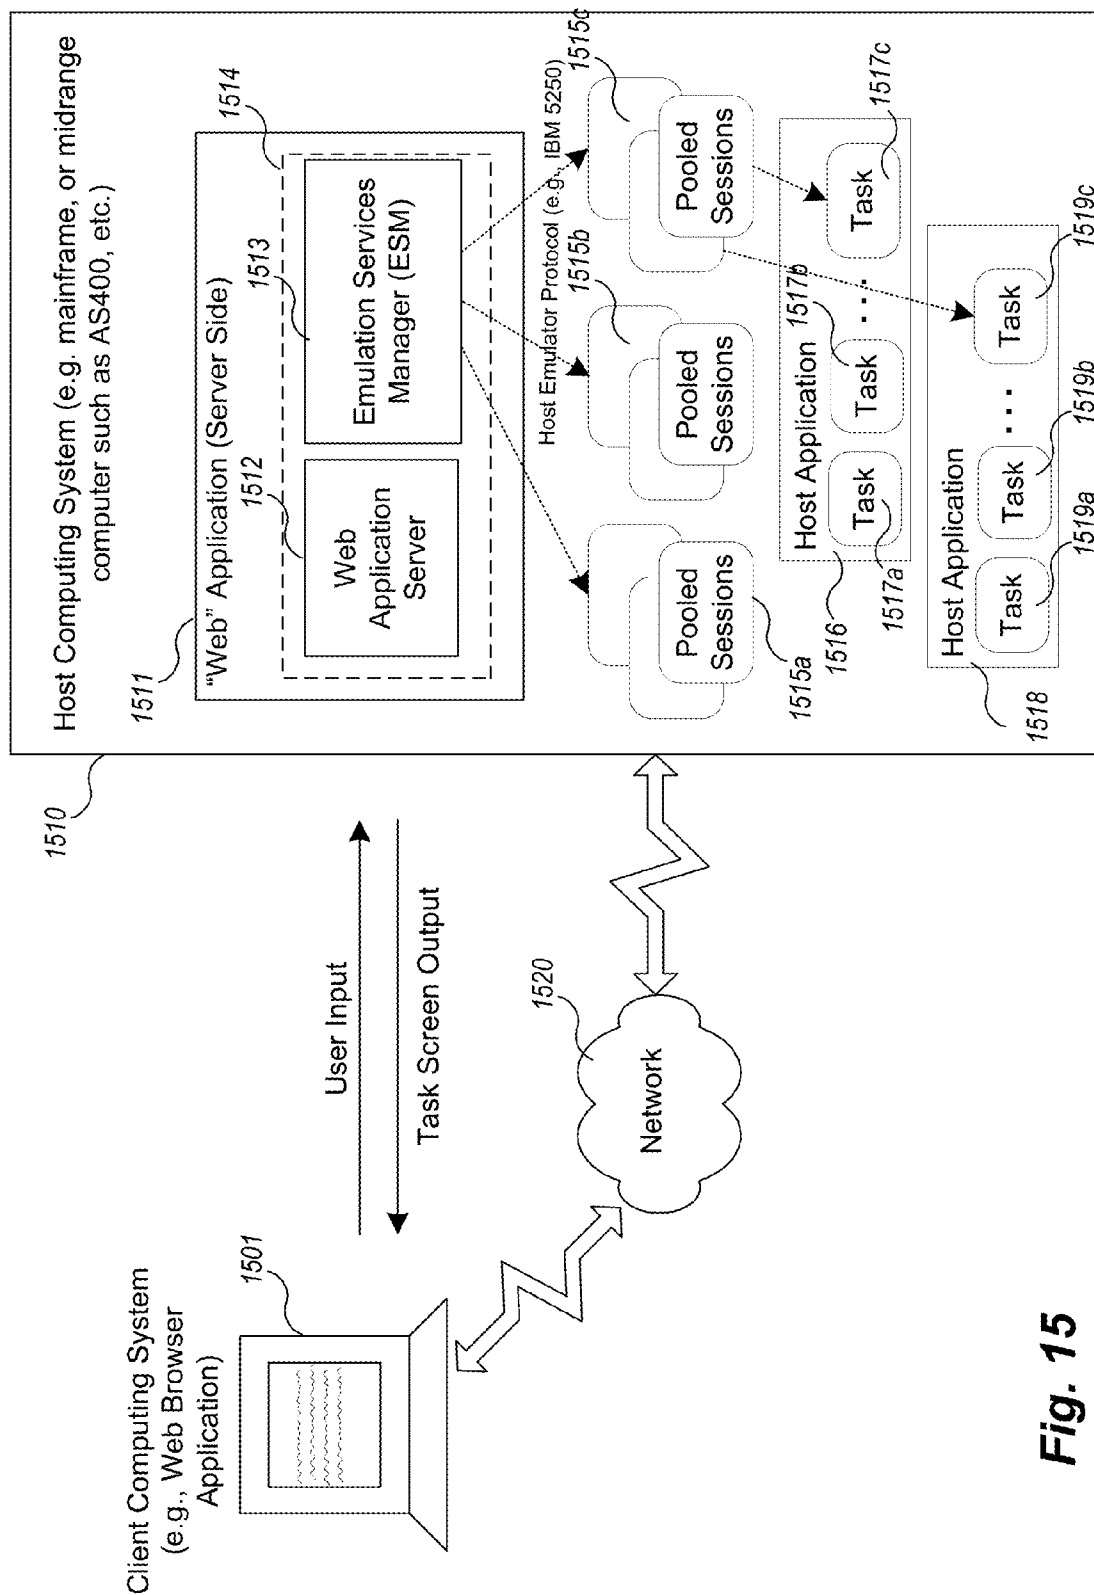 Client Computing System
(e.g., Web Browser
Application)
1501
User Input
Task Screen Output
1520
Network
1510
Host Computing System (e.g. mainframe, or midrange
computer such as AS400, etc.)
1511
"Web" Application (Server Side)
1514
1512
Web
Application
Server
1513
Emulation Services
Manager (ESM)
Host Emulator Protocol (e.g., IBM 5250)
Pooled
Sessions
1515a
1515b
Pooled
Sessions
1515c
Pooled
Sessions
1516
Host Application
Task
1517a
1517b
Task
...
Task
1517c
1518
Host Application
Task
1519a
Task
1519b
...
Task
1519c
Fig. 15